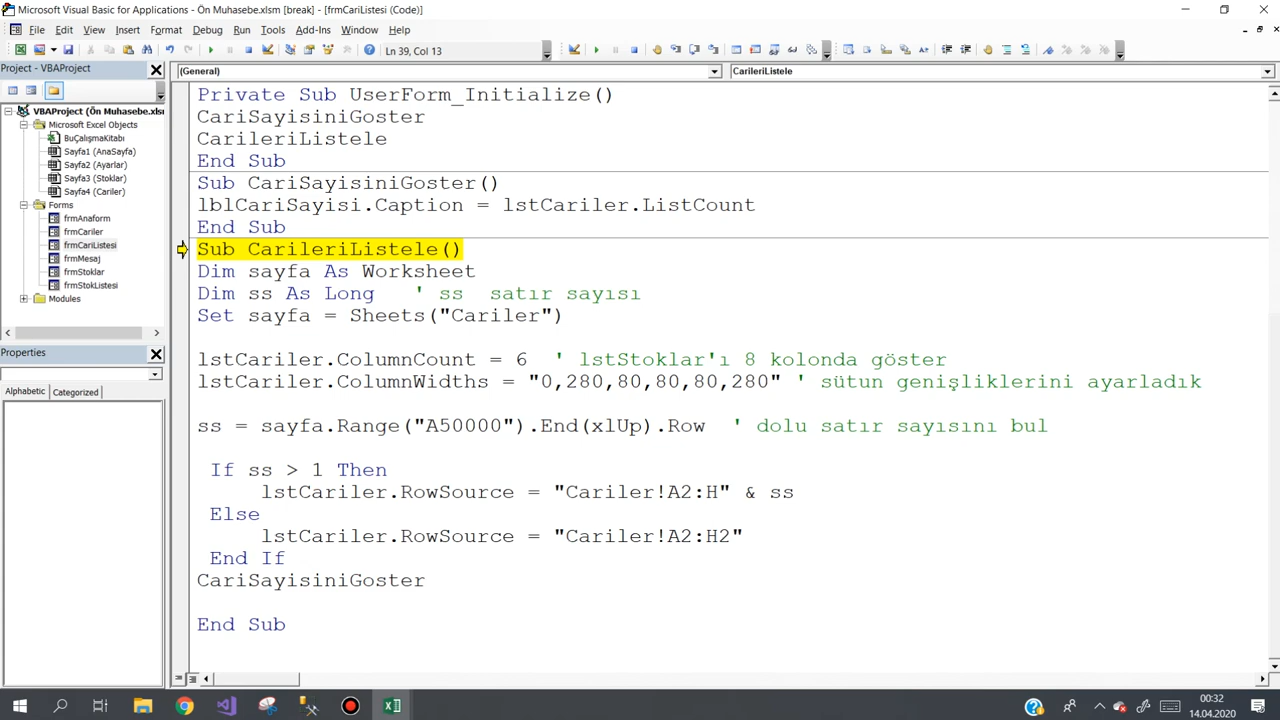 Microsoft Visual Basic for Applications - Ön Muhasebe.xlsm [break] - [frmCariListesi (Code)]
File Edit View Insert Format Debug Run Tools Add-Ins Window Help
Ln 39, Col 13
Project - VBAProject
VBAProject (Ön Muhasebe.xlsm
Microsoft Excel Objects
BuÇalışmaKitabı
Sayfa1 (AnaSayfa)
Sayfa2 (Ayarlar)
Sayfa3 (Stoklar)
Sayfa4 (Cariler)
Forms
frmAnaform
frmCariler
frmCariListesi
frmMesaj
frmStoklar
frmStokListesi
Modules
Properties
Alphabetic Categorized
(General) CarileriListele
Private Sub UserForm_Initialize()
CariSayisiniGoster
CarileriListele
End Sub
Sub CariSayisiniGoster()
lblCariSayisi.Caption = lstCariler.ListCount
End Sub
Sub CarileriListele()
Dim sayfa As Worksheet
Dim ss As Long ' ss satır sayısı
Set sayfa = Sheets("Cariler")
lstCariler.ColumnCount = 6 ' lstStoklar'ı 8 kolonda göster
lstCariler.ColumnWidths = "0,280,80,80,80,280" ' sütun genişliklerini ayarladık
ss = sayfa.Range("A50000").End(xlUp).Row ' dolu satır sayısını bul
If ss > 1 Then
lstCariler.RowSource = "Cariler!A2:H" & ss
Else
lstCariler.RowSource = "Cariler!A2:H2"
End If
CariSayisiniGoster
End Sub
00:32
14.04.2020